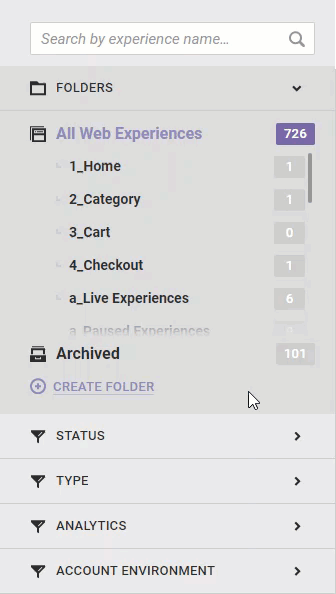 Search by experience name...
FOLDERS
All Web Experiences 726
1_Home 1
2_Category 1
3_Cart 0
4_Checkout 1
a_Live Experiences 6
a_Paused Experiences 0
Archived 101
CREATE FOLDER
STATUS
TYPE
ANALYTICS
ACCOUNT ENVIRONMENT